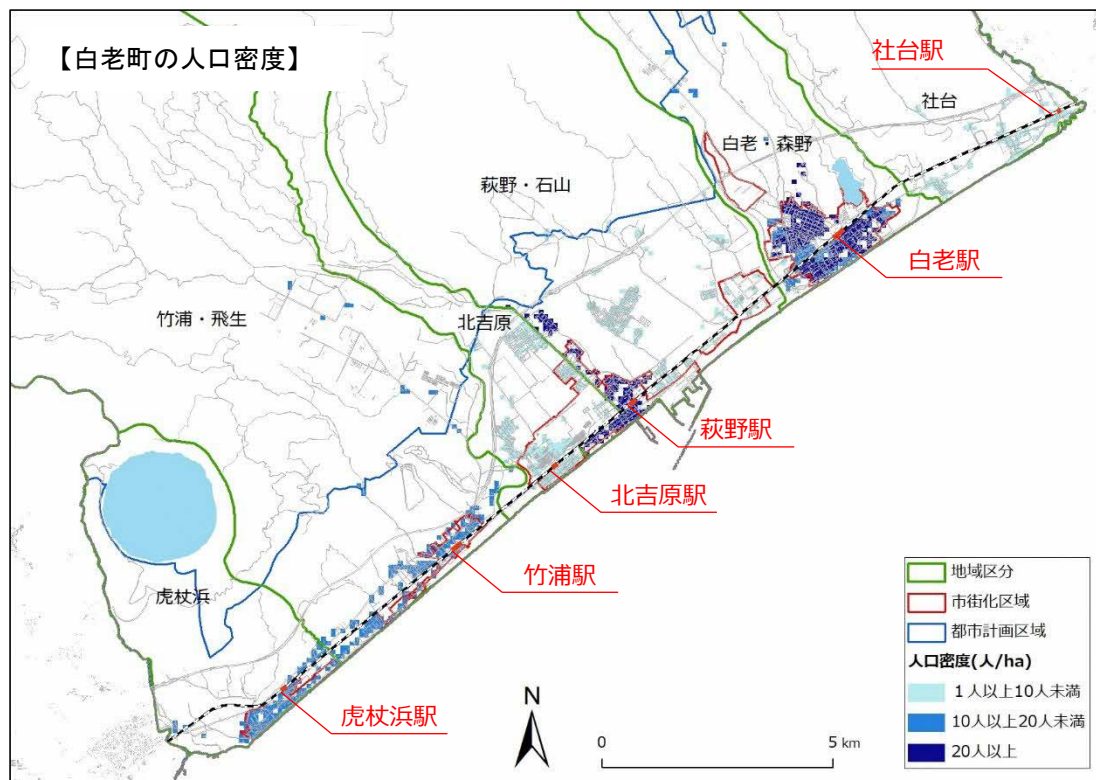 【白老町の人口密度】
社台駅
社台
白老・森野
萩野・石山
白老駅
北吉原
竹浦・飛生
萩野駅
北吉原駅
竹浦駅
虎杖浜
虎杖浜駅
N
0
5 km
地域区分
市街化区域
都市計画区域
人口密度(人/ha)
1人以上10人未満
10人以上20人未満
20人以上